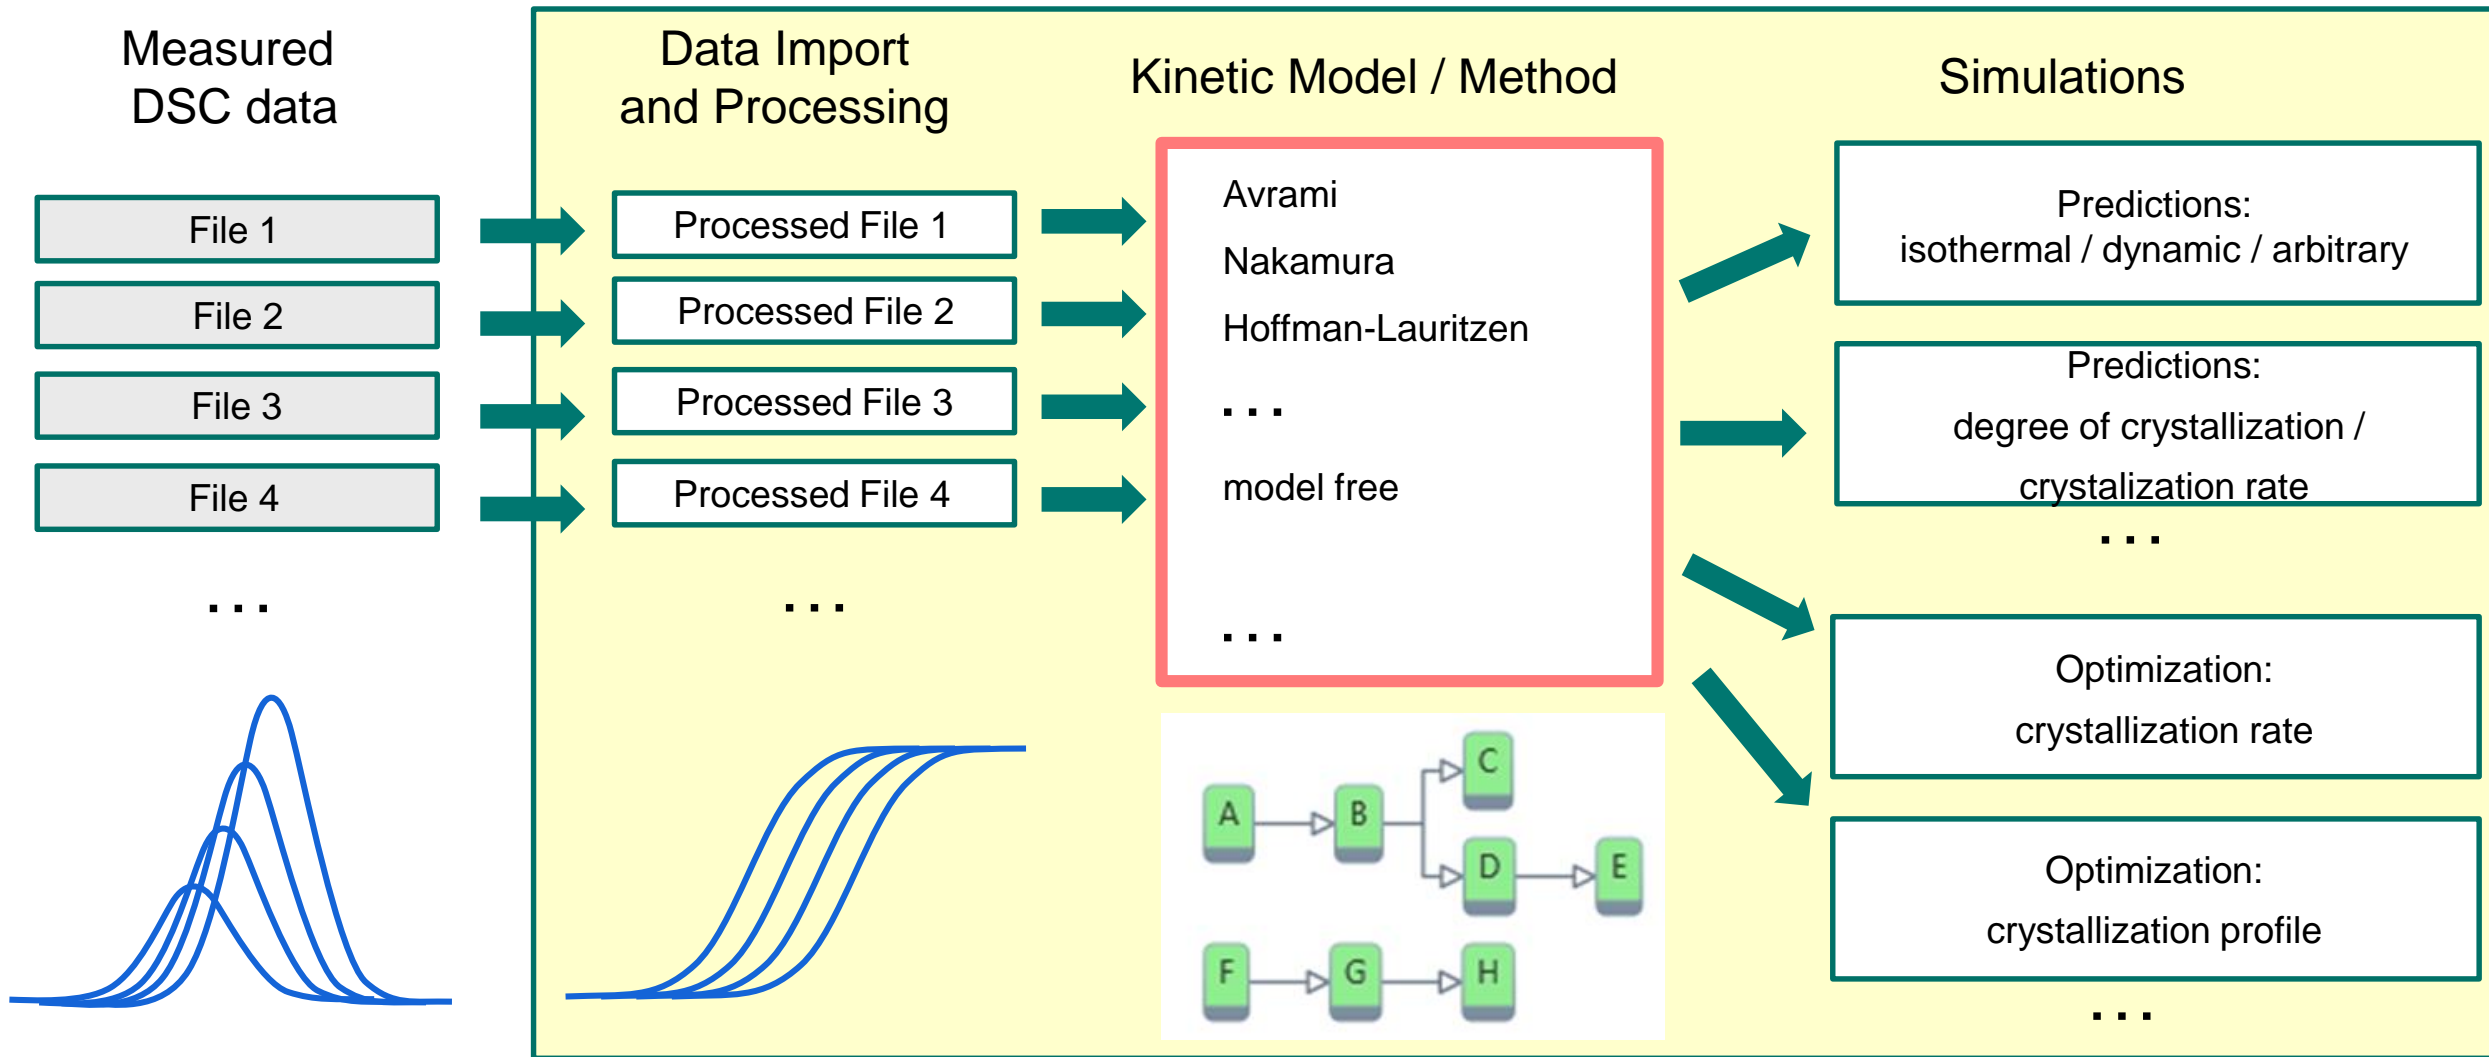 Measured
DSC data
File 1
File 2
File 3
File 4
...
Data Import
and Processing
Processed File 1
Processed File 2
Processed File 3
Processed File 4
...
Kinetic Model / Method
Avrami
Nakamura
Hoffman-Lauritzen
...
model free
...
A
B
C
D
E
F
G
H
Simulations
Predictions:
isothermal / dynamic / arbitrary
Predictions:
degree of crystallization /
crystalization rate
...
Optimization:
crystallization rate
Optimization:
crystallization profile
...